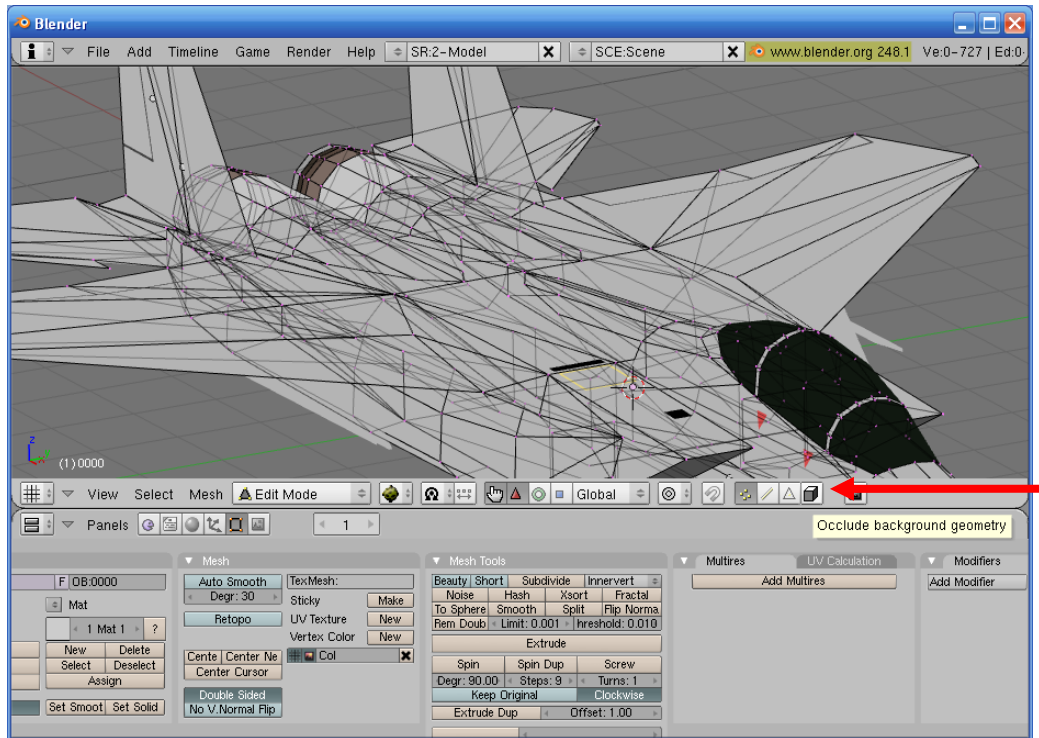 Blender
File Add Timeline Game Render Help SR:2-Model SCE:Scene www.blender.org 248.1 Ve:0-727 | Ed:0-
z
(1) 0000
View Select Mesh Edit Mode Global
Occlude background geometry
Panels 1
Mesh Mesh Tools Multires UV Calculation Modifiers
F OB:0000 Auto Smooth TexMesh: Beauty Short Subdivide Innervert Add Multires Add Modifier
Degr: 30 Sticky Make Noise Hash Xsort Fractal
Mat To Sphere Smooth Split Flip Norma
Retopo UV Texture New Rem Doub Limit: 0.001 hreshold: 0.010
1 Mat 1 ? Vertex Color New Extrude
New Delete Cente Center Ne Col
Select Deselect Center Cursor Spin Spin Dup Screw
Assign Degr: 90.00 Steps: 9 Turns: 1
Double Sided Keep Original Clockwise
Set Smoot Set Solid No V.Normal Flip Extrude Dup Offset: 1.00